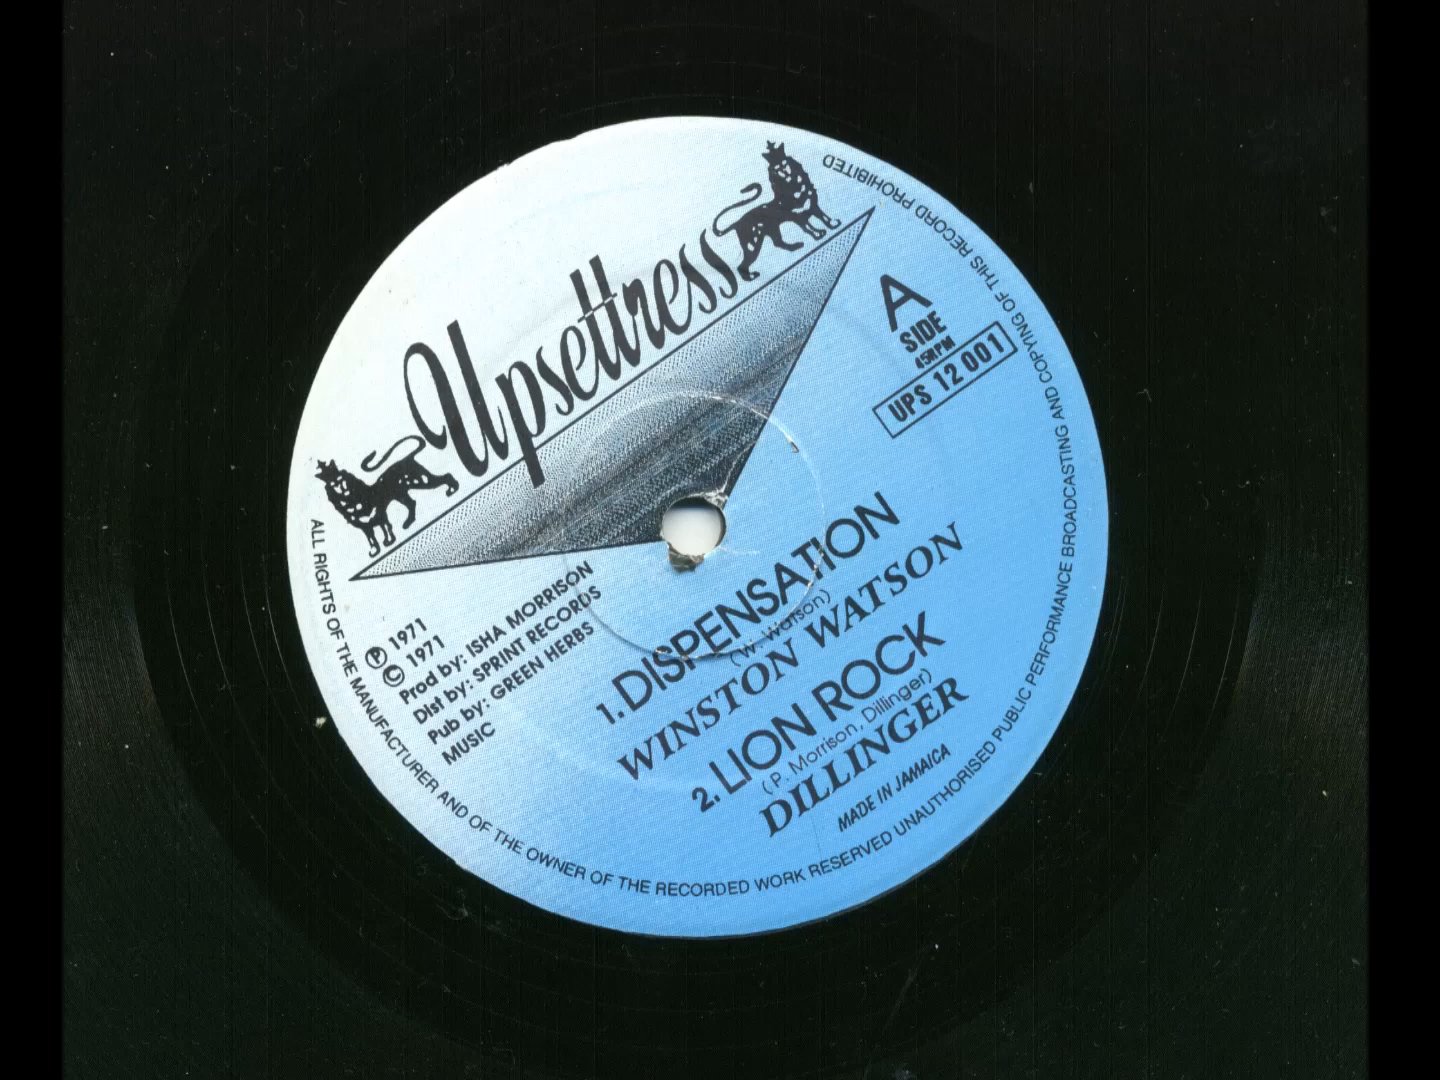 Upsettress
A
SIDE
45RPM
UPS 12 001
℗ 1971
© 1971
Prod by: ISHA MORRISON
Dist by: SPRINT RECORDS
Pub by: GREEN HERBS
MUSIC
1. DISPENSATION
(W. Watson)
WINSTON WATSON
2. LION ROCK
(P. Morrison, Dillinger)
DILLINGER
MADE IN JAMAICA
ALL RIGHTS OF THE MANUFACTURER AND OF THE OWNER OF THE RECORDED WORK RESERVED UNAUTHORISED PUBLIC PERFORMANCE BROADCASTING AND COPYING OF THIS RECORD PROHIBITED